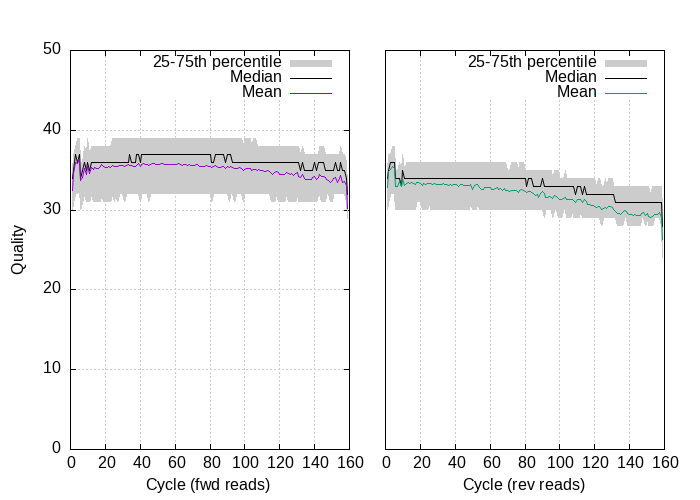 50
40
30
20
10
0
Quality
25-75th percentile
Median
Mean
0 20 40 60 80 100 120 140 160
Cycle (fwd reads)
25-75th percentile
Median
Mean
0 20 40 60 80 100 120 140 160
Cycle (rev reads)